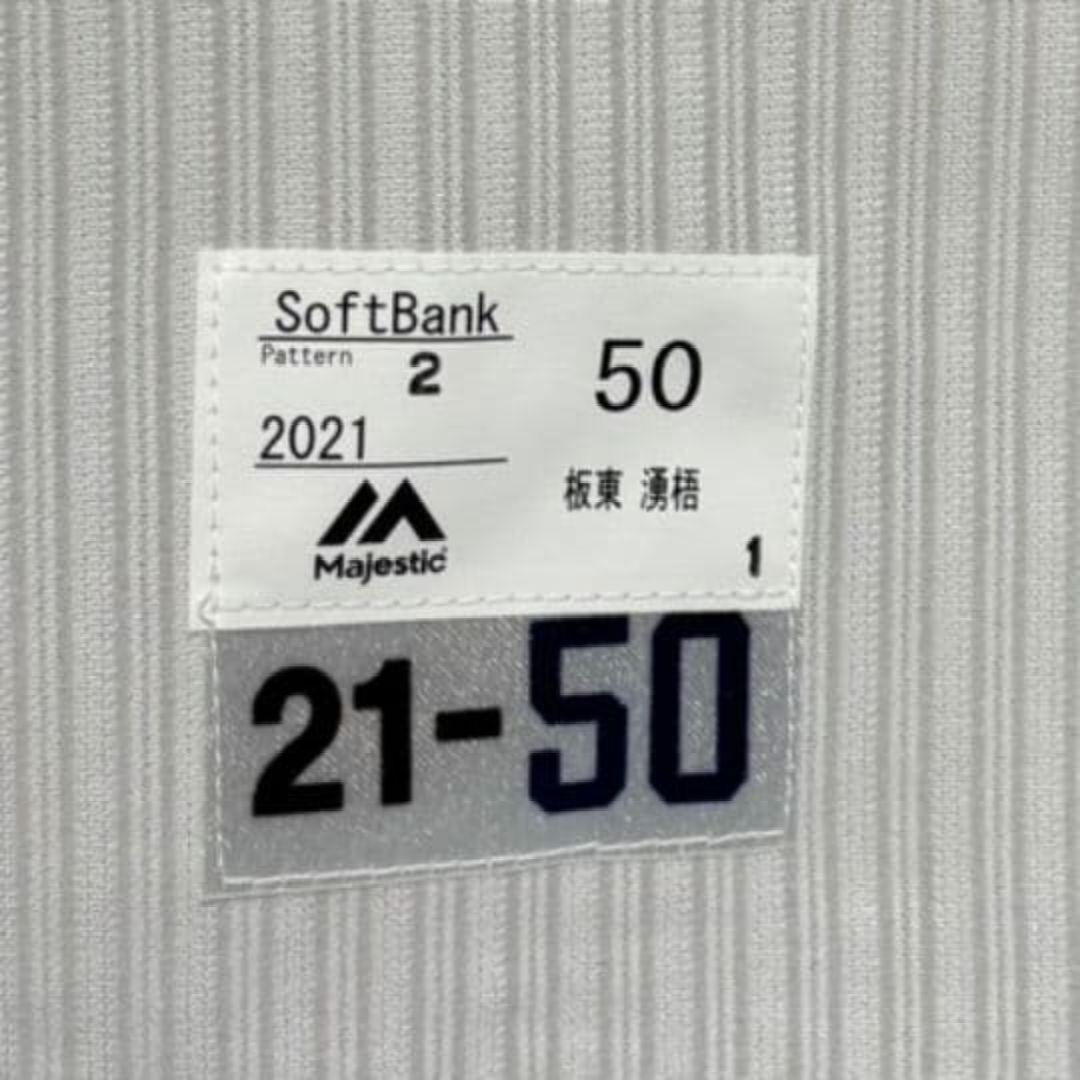 SoftBank
Pattern 2
50
2021
板東 湧梧
Majestic
1
21-50